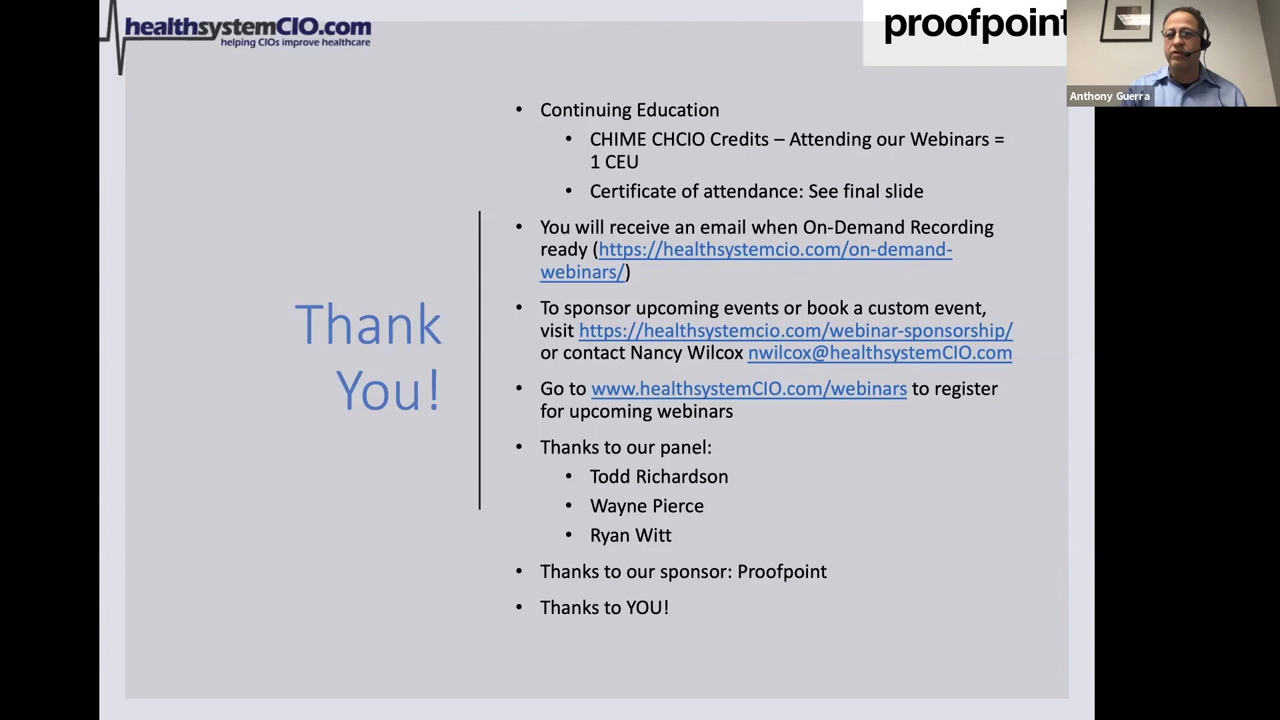 healthsystemCIO.com
helping CIOs improve healthcare
proofpoint
Anthony Guerra
Thank
You!
• Continuing Education
• CHIME CHCIO Credits – Attending our Webinars =
1 CEU
• Certificate of attendance: See final slide
• You will receive an email when On-Demand Recording
ready (https://healthsystemcio.com/on-demand-
webinars/)
• To sponsor upcoming events or book a custom event,
visit https://healthsystemcio.com/webinar-sponsorship/
or contact Nancy Wilcox nwilcox@healthsystemCIO.com
• Go to www.healthsystemCIO.com/webinars to register
for upcoming webinars
• Thanks to our panel:
• Todd Richardson
• Wayne Pierce
• Ryan Witt
• Thanks to our sponsor: Proofpoint
• Thanks to YOU!